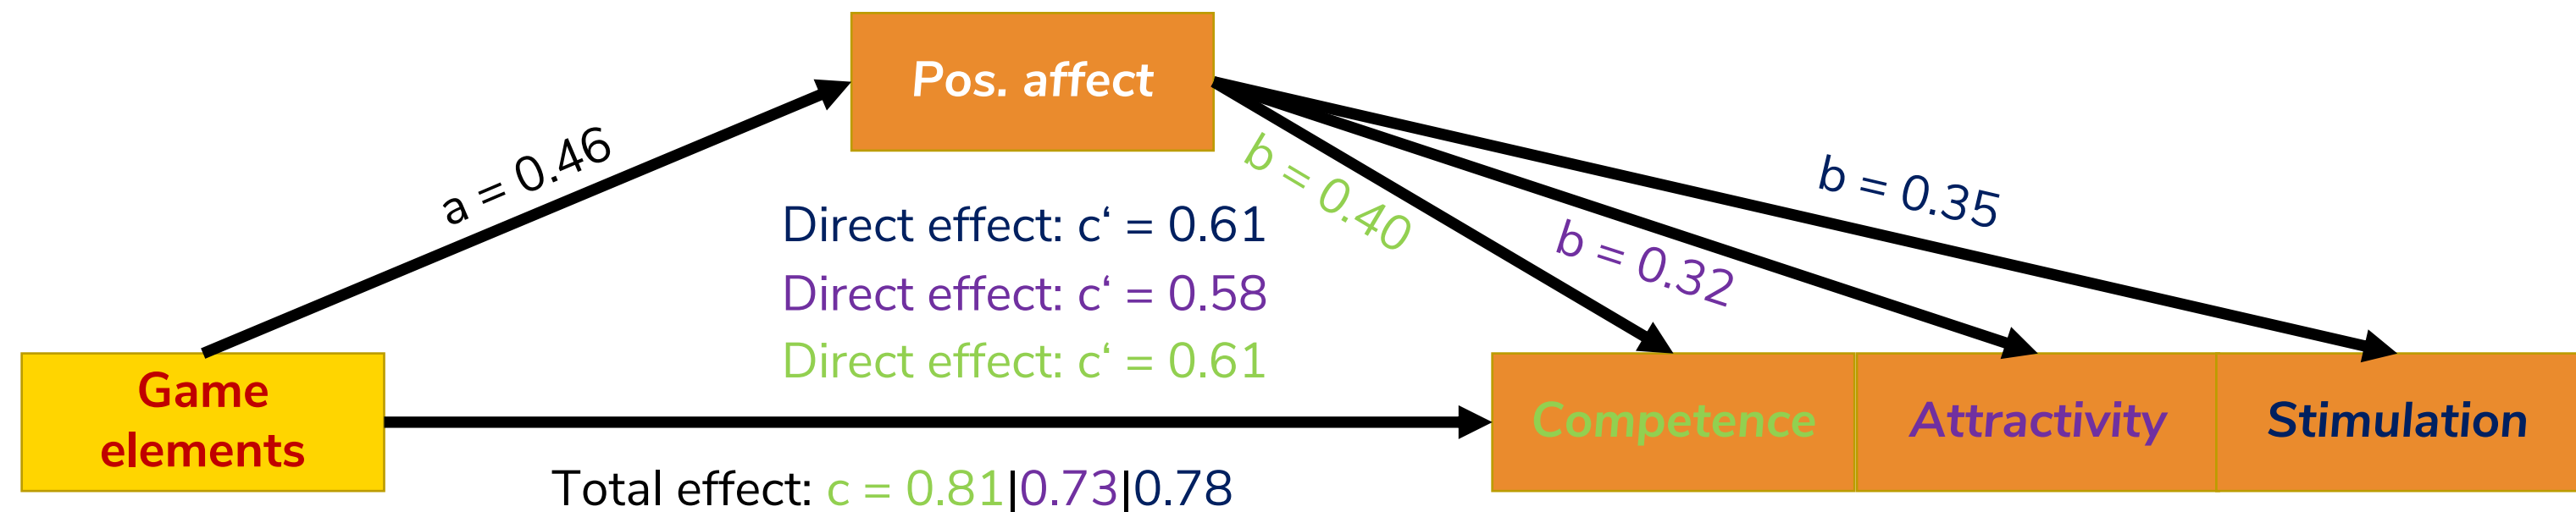 Pos. affect
a = 0.46
b = 0.40
b = 0.32
b = 0.35
Direct effect: c‘ = 0.61
Direct effect: c‘ = 0.58
Direct effect: c‘ = 0.61
Game
elements
Competence
Attractivity
Stimulation
Total effect: c = 0.81|0.73|0.78